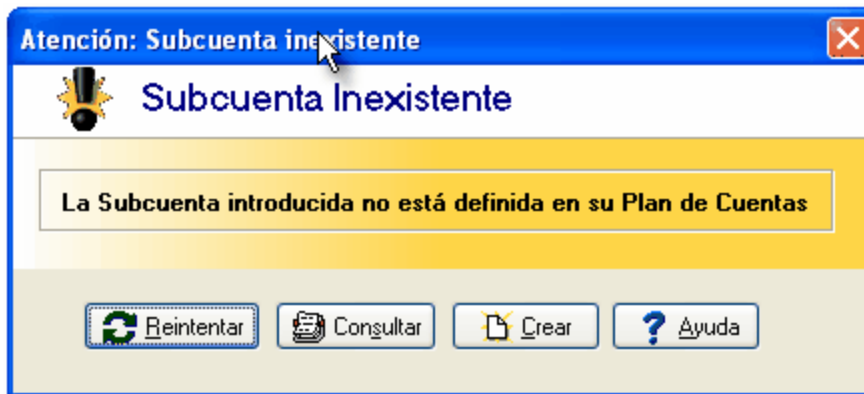 Atención: Subcuenta inexistente
Subcuenta Inexistente
La Subcuenta introducida no está definida en su Plan de Cuentas
Reintentar Consultar Crear Ayuda